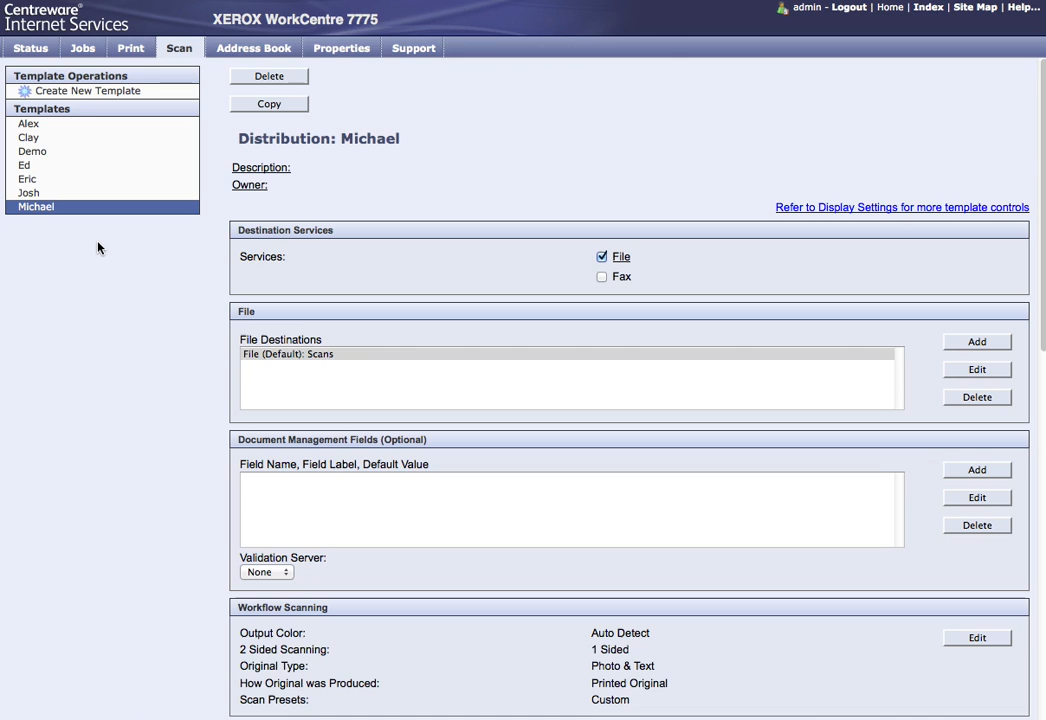 Centreware®
Internet Services
XEROX WorkCentre 7775
admin - Logout | Home | Index | Site Map | Help...
Status
Jobs
Print
Scan
Address Book
Properties
Support
Template Operations
Create New Template
Templates
Alex
Clay
Demo
Ed
Eric
Josh
Michael
Delete
Copy
Distribution: Michael
Description:
Owner:
Refer to Display Settings for more template controls
Destination Services
Services:
File
Fax
File
File Destinations
File (Default): Scans
Add
Edit
Delete
Document Management Fields (Optional)
Field Name, Field Label, Default Value
Add
Edit
Delete
Validation Server:
None
Workflow Scanning
Output Color: Auto Detect
Edit
2 Sided Scanning: 1 Sided
Original Type: Photo & Text
How Original was Produced: Printed Original
Scan Presets: Custom